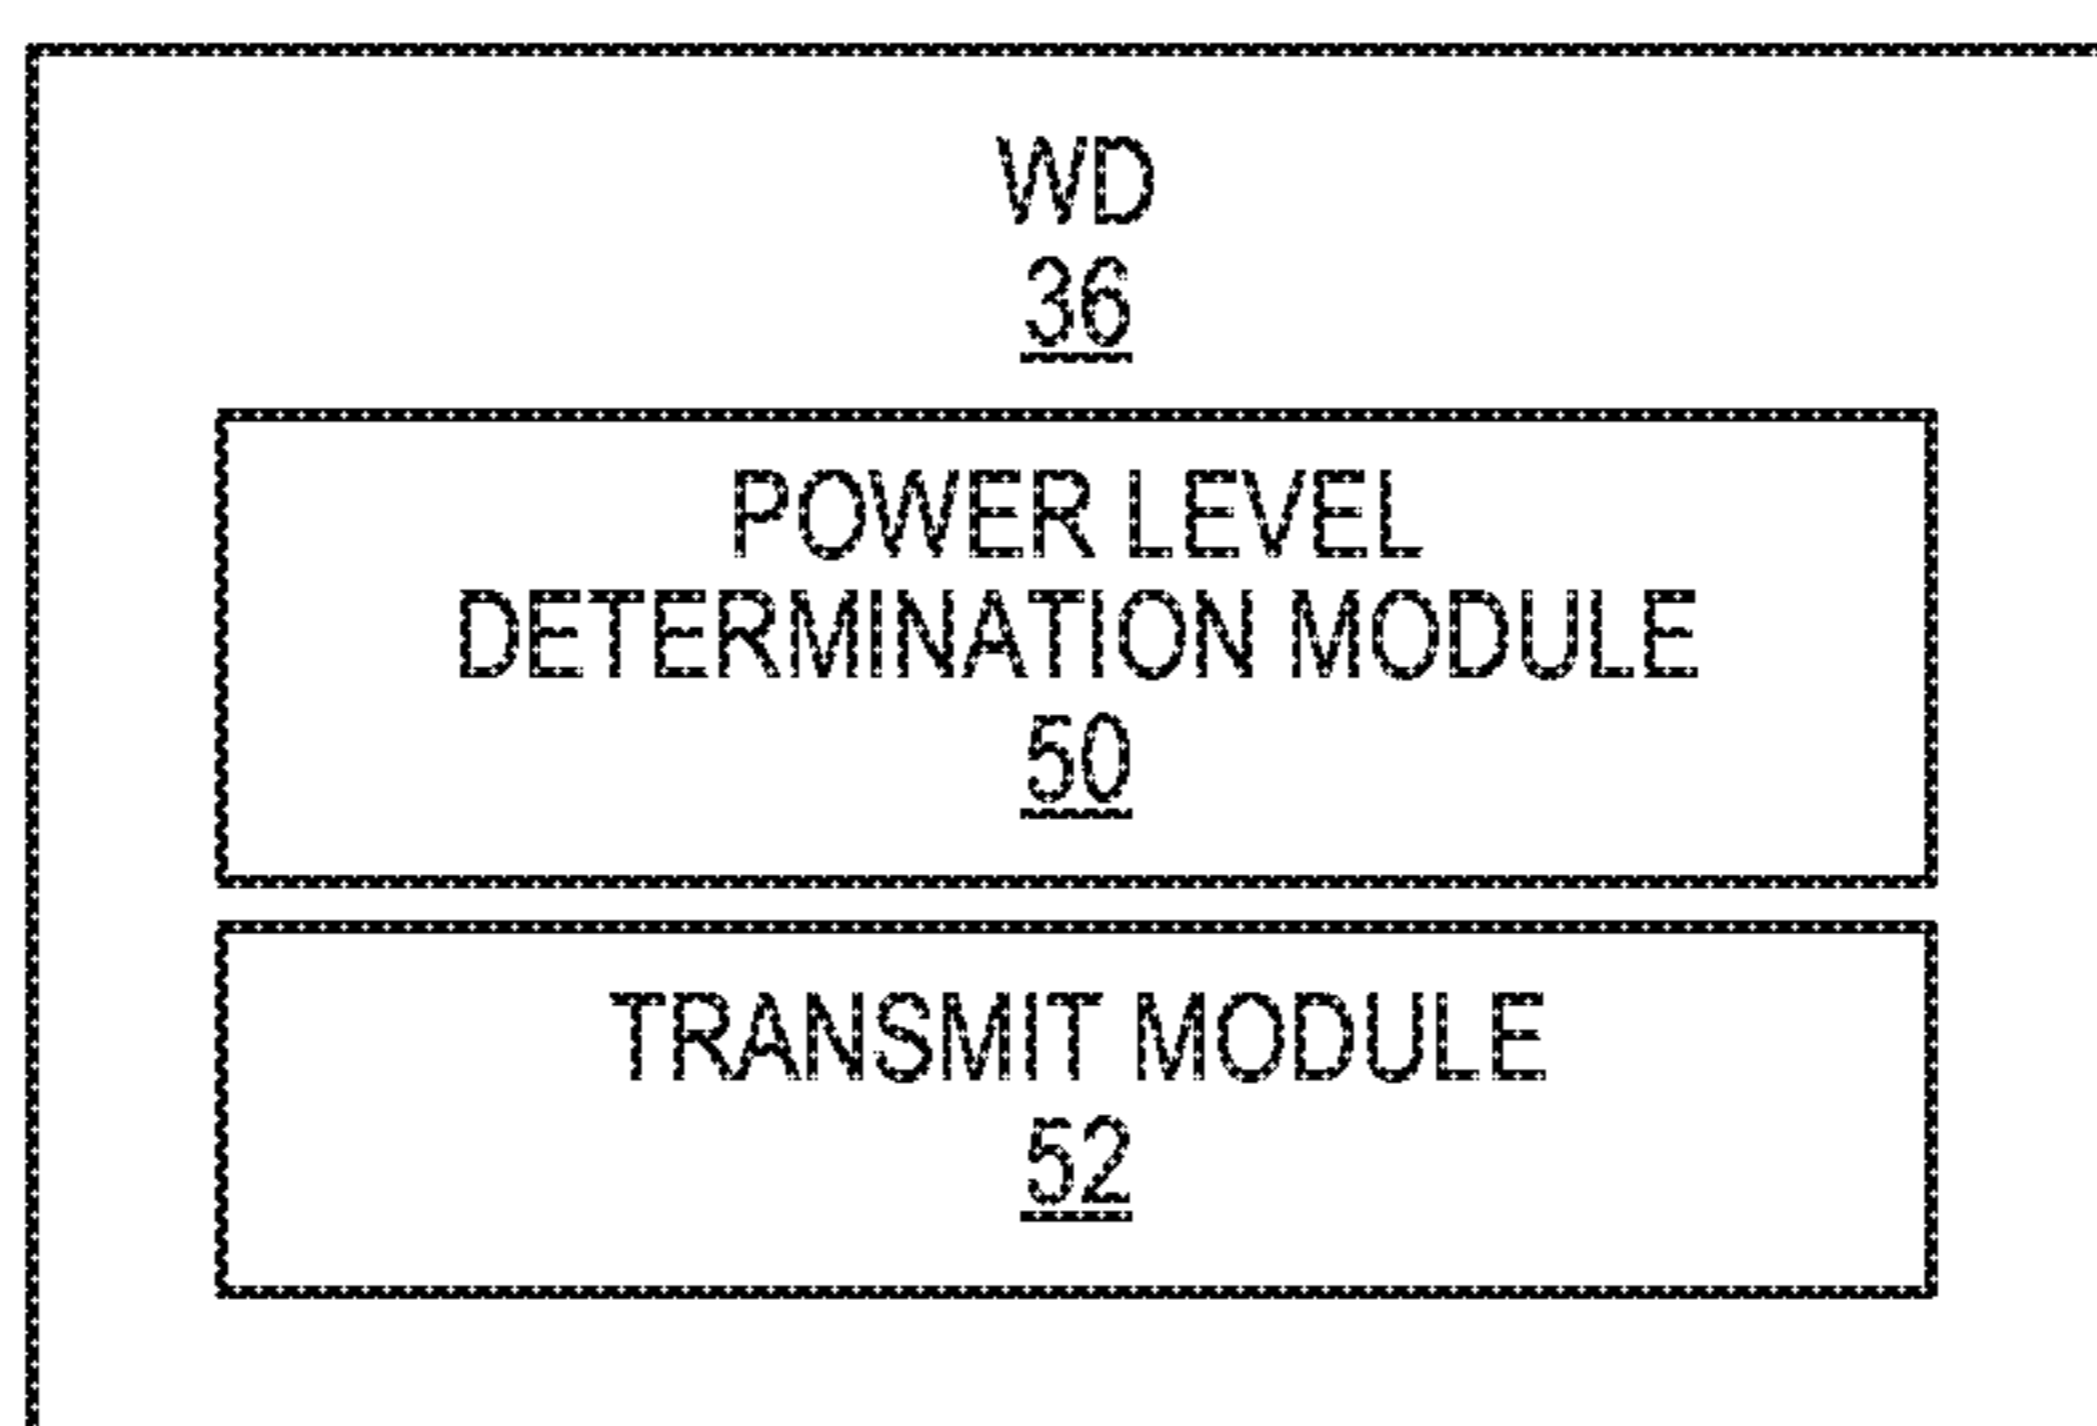 WD
36
POWER LEVEL
DETERMINATION MODULE
50
TRANSMIT MODULE
52